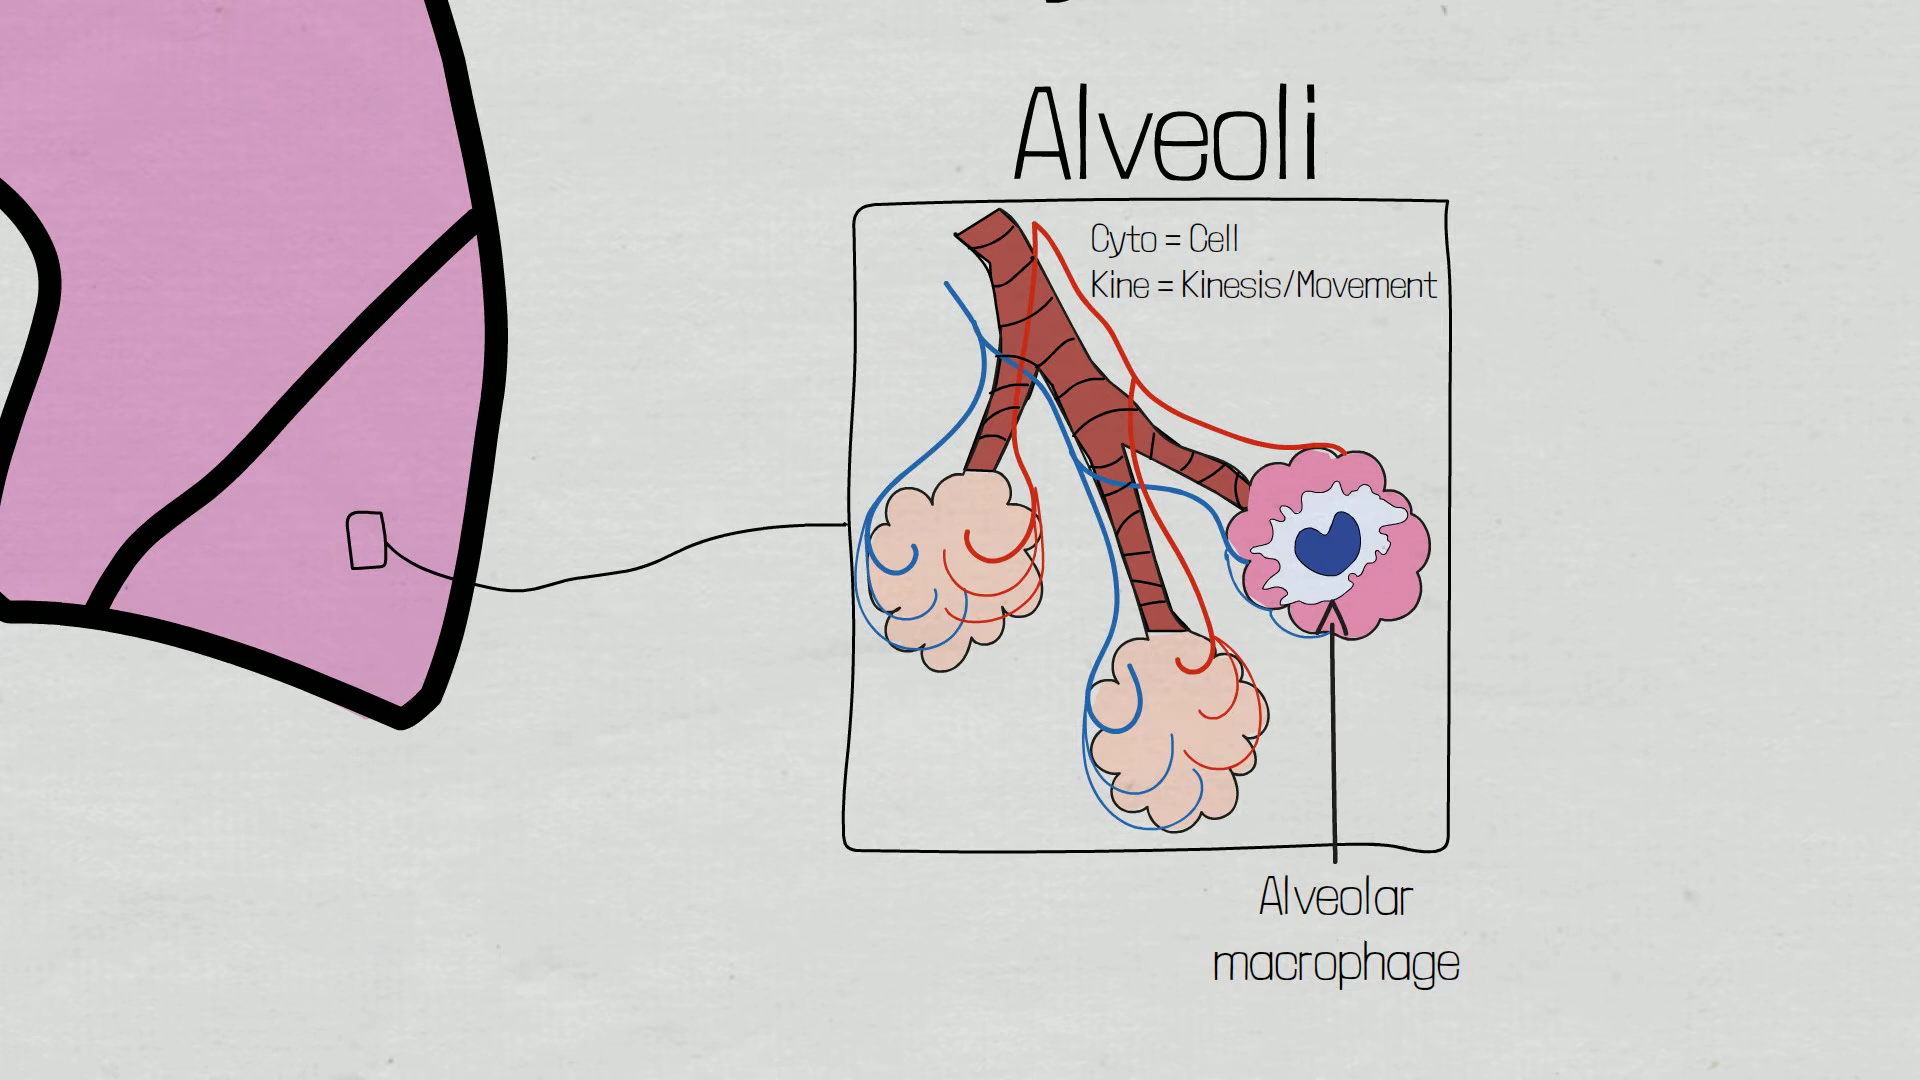 Alveoli
Cyto = Cell
Kine = Kinesis/Movement
Alveolar
macrophage